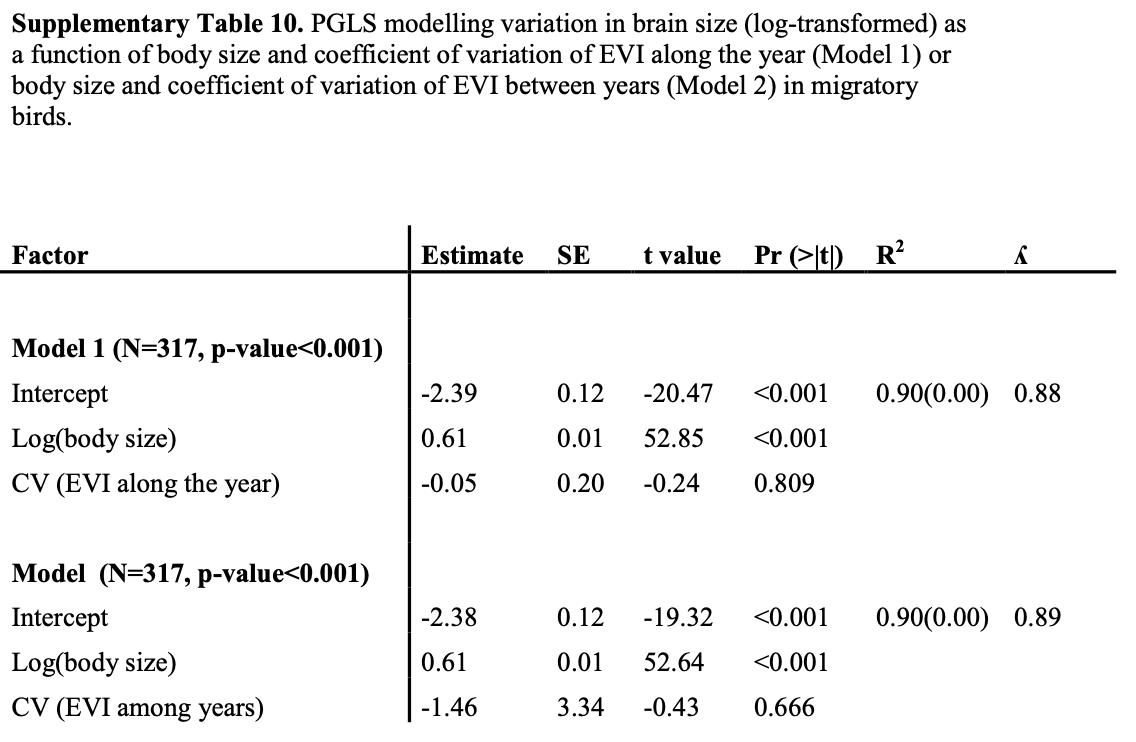 Supplementary Table 10. PGLS modelling variation in brain size (log-transformed) as
a function of body size and coefficient of variation of EVI along the year (Model 1) or
body size and coefficient of variation of EVI between years (Model 2) in migratory
birds.
Factor Estimate SE t value Pr (>|t|) R² ʎ
Model 1 (N=317, p-value<0.001)
Intercept -2.39 0.12 -20.47 <0.001 0.90(0.00) 0.88
Log(body size) 0.61 0.01 52.85 <0.001
CV (EVI along the year) -0.05 0.20 -0.24 0.809
Model (N=317, p-value<0.001)
Intercept -2.38 0.12 -19.32 <0.001 0.90(0.00) 0.89
Log(body size) 0.61 0.01 52.64 <0.001
CV (EVI among years) -1.46 3.34 -0.43 0.666